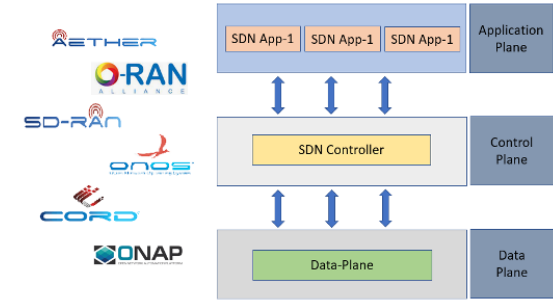 AETHER
O-RAN
ALLIANCE
SD-RAN
onos
CORD
ONAP
SDN App-1 SDN App-1 SDN App-1
Application
Plane
SDN Controller
Control
Plane
Data-Plane
Data
Plane